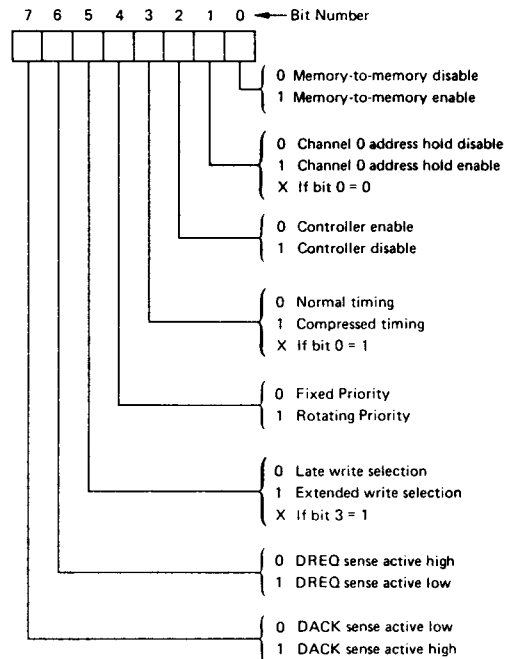 7 6 5 4 3 2 1 0 Bit Number
0 Memory-to-memory disable
1 Memory-to-memory enable
0 Channel 0 address hold disable
1 Channel 0 address hold enable
X If bit 0 = 0
0 Controller enable
1 Controller disable
0 Normal timing
1 Compressed timing
X If bit 0 = 1
0 Fixed Priority
1 Rotating Priority
0 Late write selection
1 Extended write selection
X If bit 3 = 1
0 DREQ sense active high
1 DREQ sense active low
0 DACK sense active low
1 DACK sense active high